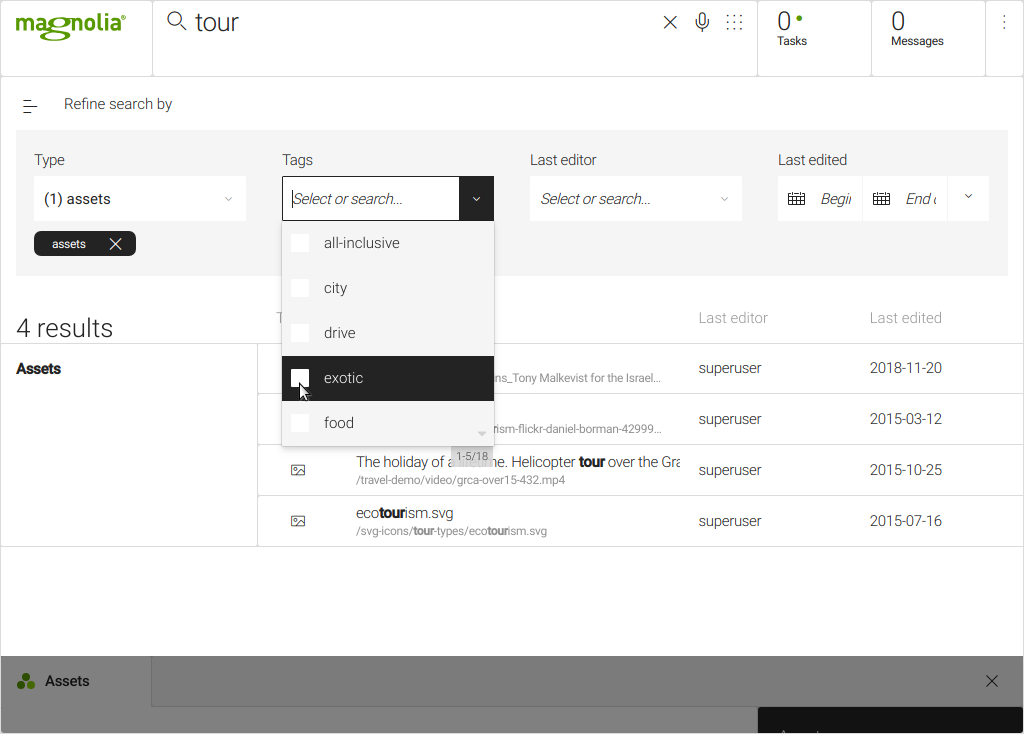 magnolia®
tour
0
Tasks
0
Messages
Refine search by
Type
Tags
Last editor
Last edited
(1) assets
Select or search...
Select or search...
Begin
End
assets
all-inclusive
city
drive
exotic
food
1-5/18
4 results
Last editor
Last edited
Assets
ns_Tony Malkevist for the Israel...
superuser
2018-11-20
rism-flickr-daniel-borman-42999...
superuser
2015-03-12
The holiday of a lifetime. Helicopter tour over the Gra
/travel-demo/video/grca-over15-432.mp4
superuser
2015-10-25
ecotourism.svg
/svg-icons/tour-types/ecotourism.svg
superuser
2015-07-16
Assets